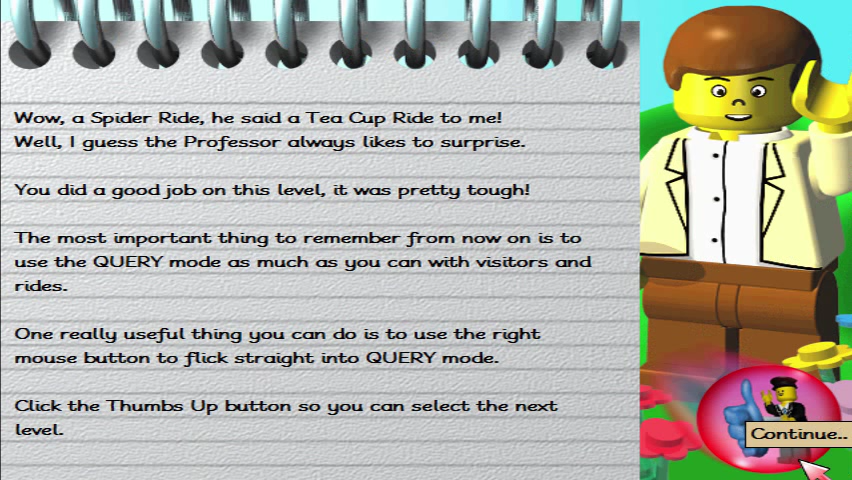 Wow, a Spider Ride, he said a Tea Cup Ride to me!
Well, I guess the Professor always likes to surprise.
You did a good job on this level, it was pretty tough!
The most important thing to remember from now on is to
use the QUERY mode as much as you can with visitors and
rides.
One really useful thing you can do is to use the right
mouse button to flick straight into QUERY mode.
Click the Thumbs Up button so you can select the next
level.
Continue..